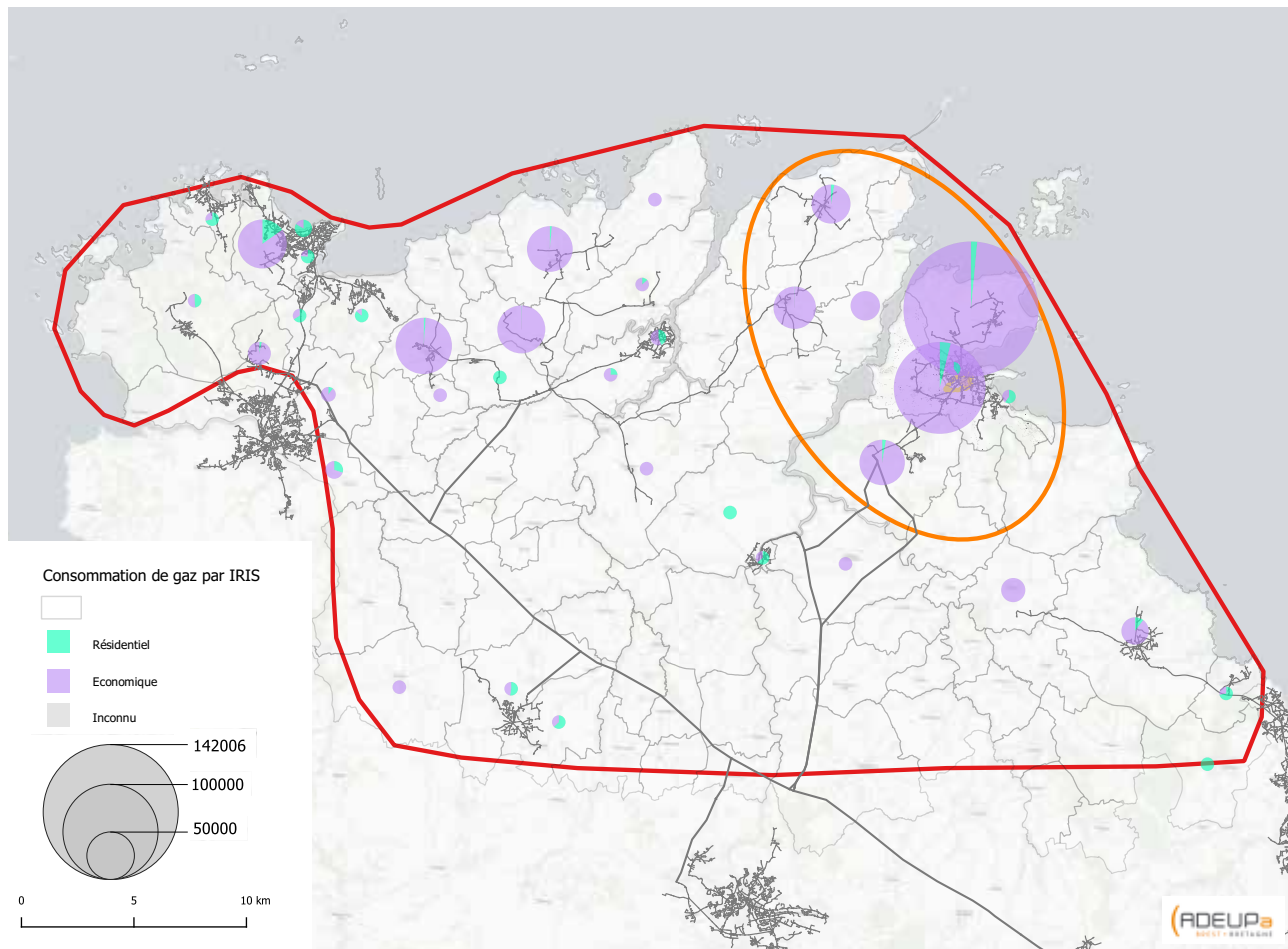 Consommation de gaz par IRIS
Résidentiel
Economique
Inconnu
142006
100000
50000
0 5 10 km
ADEUPa
BREST • BRETAGNE